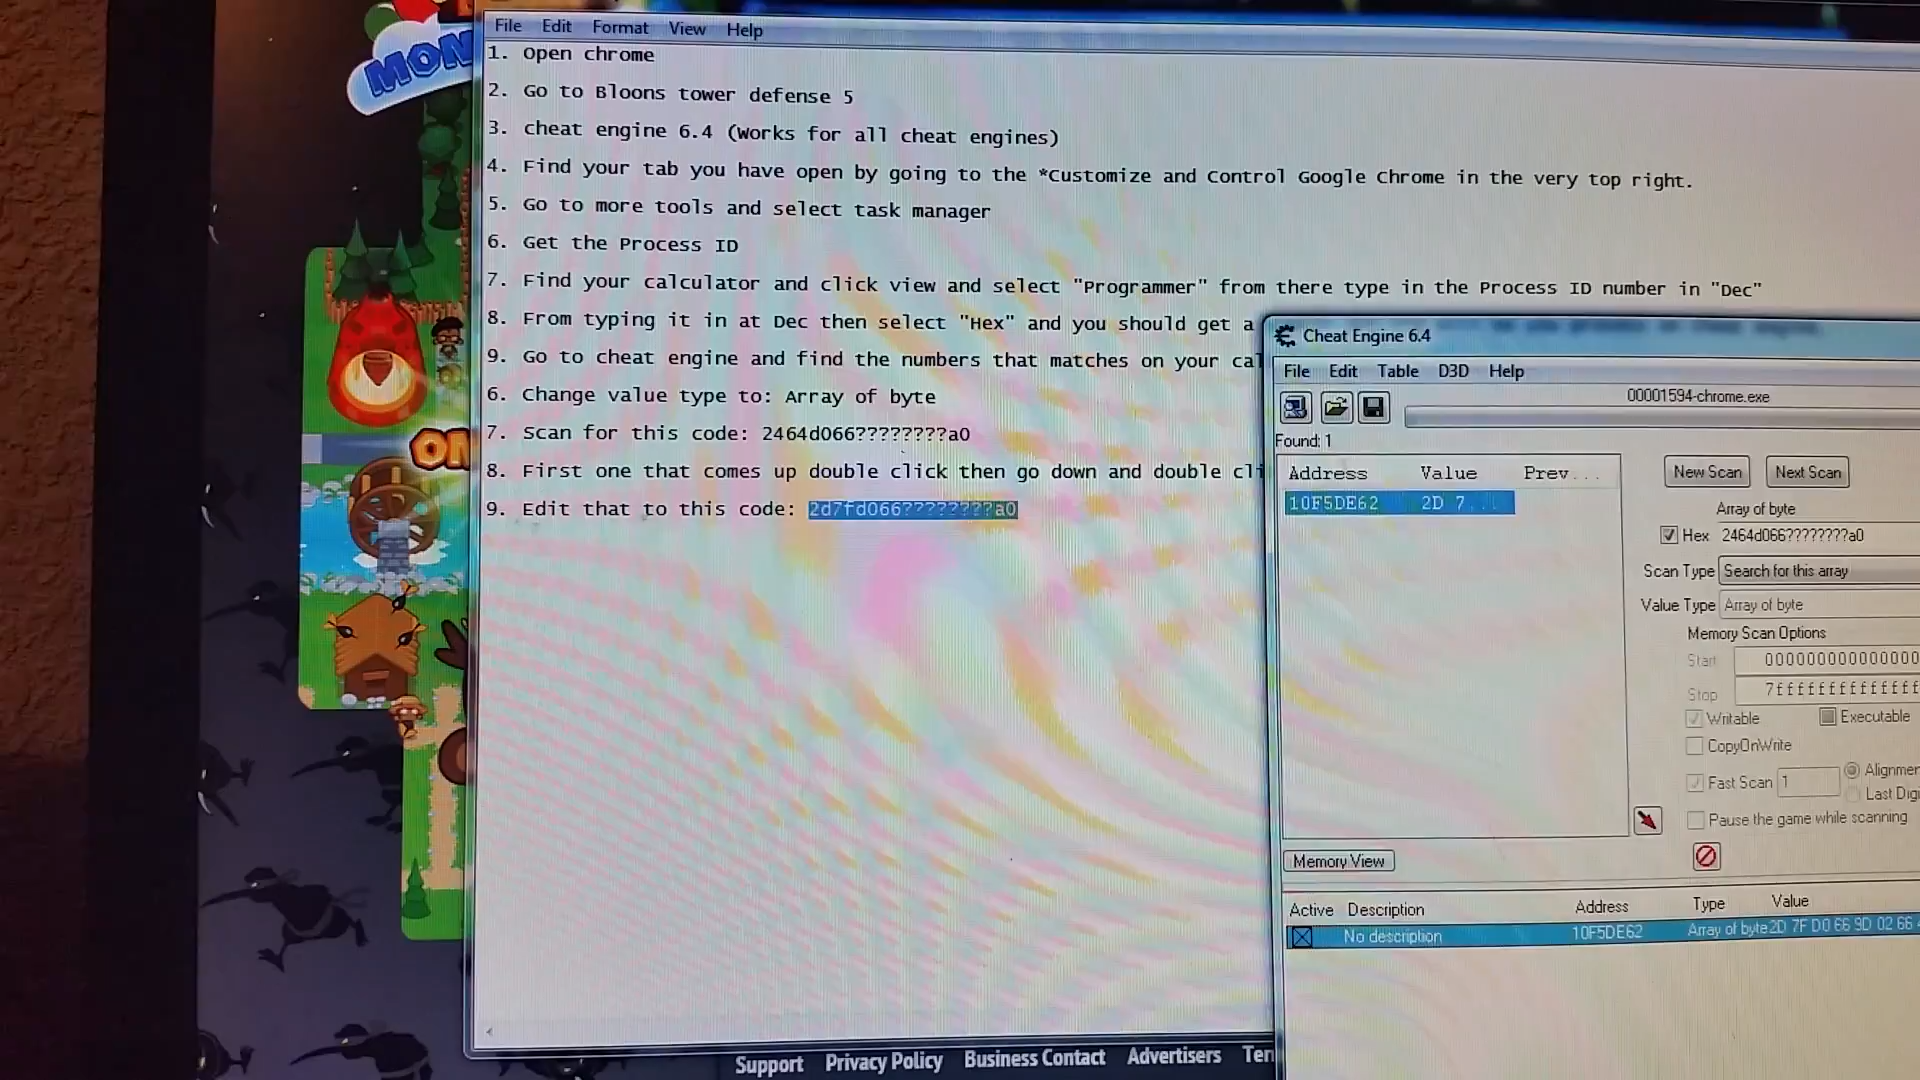 MON
File Edit Format View Help
1. Open chrome
2. Go to Bloons tower defense 5
3. cheat engine 6.4 (Works for all cheat engines)
4. Find your tab you have open by going to the *Customize and Control Google Chrome in the very top right.
5. Go to more tools and select task manager
6. Get the Process ID
7. Find your calculator and click view and select "Programmer" from there type in the Process ID number in "Dec"
8. From typing it in at Dec then select "Hex" and you should get a
9. Go to cheat engine and find the numbers that matches on your cal
6. Change value type to: Array of byte
7. Scan for this code: 2464d066????????a0
8. First one that comes up double click then go down and double cli
9. Edit that to this code: 2d7fd066????????a0
Cheat Engine 6.4
File Edit Table D3D Help
00001594-chrome.exe
Found: 1
Address Value Prev...
10F5DE62 2D 7...
New Scan Next Scan
Array of byte
Hex 2464d066????????a0
Scan Type Search for this array
Value Type Array of byte
Memory Scan Options
Start 000000000000000
Stop 7ffffffffffffff
Writable Executable
CopyOnWrite
Fast Scan 1 Alignmen
Last Digi
Pause the game while scanning
Memory View
Active Description Address Type Value
No description 10F5DE62 Array of byte 2D 7F D0 66 9D 02 66
Support Privacy Policy Business Contact Advertisers Ten